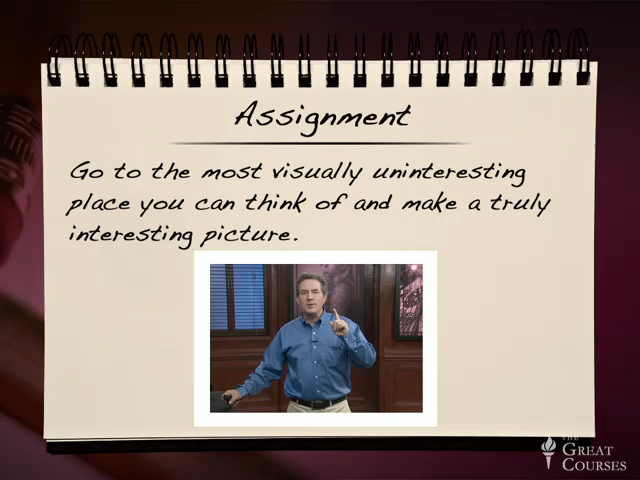 Assignment
Go to the most visually uninteresting
place you can think of and make a truly
interesting picture.
THE
GREAT
COURSES